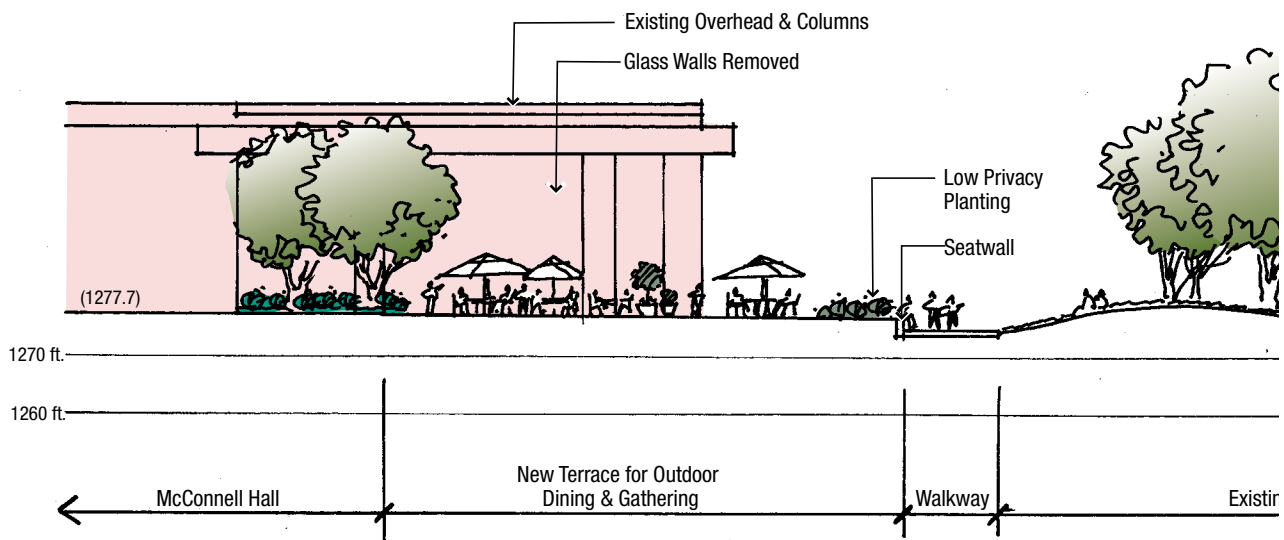 Existing Overhead & Columns
Glass Walls Removed
Low Privacy
Planting
Seatwall
(1277.7)
1270 ft.
1260 ft.
McConnell Hall
New Terrace for Outdoor
Dining & Gathering
Walkway
Existin